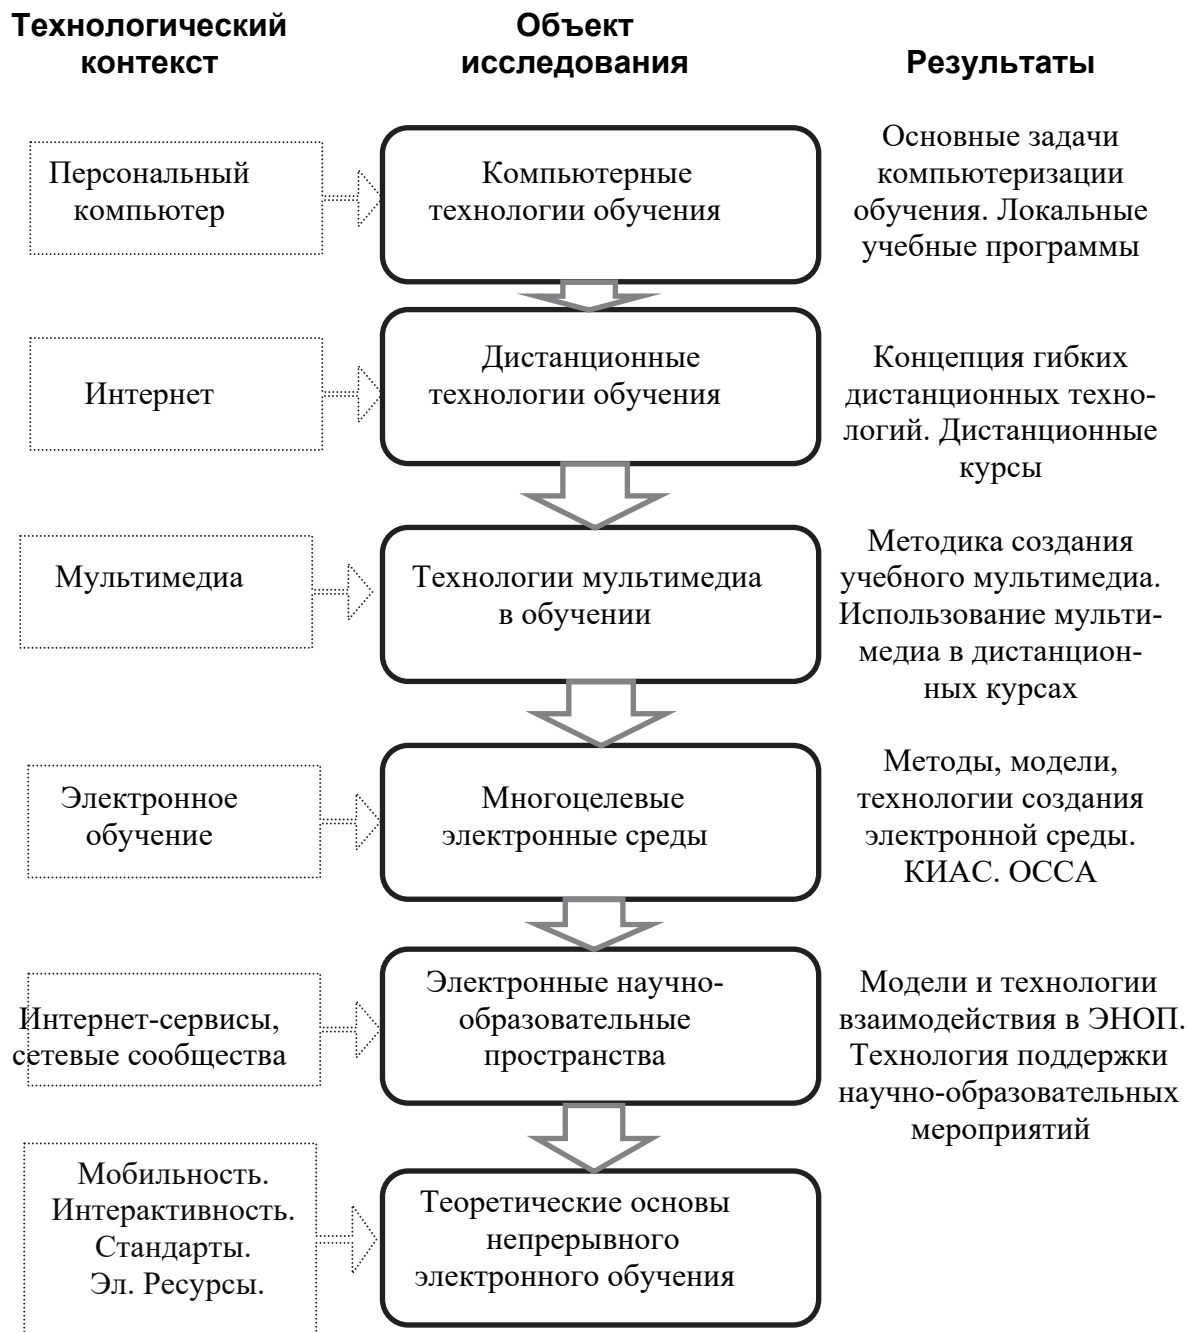 Технологический
контекст
Объект
исследования
Результаты
Персональный
компьютер
Компьютерные
технологии обучения
Основные задачи
компьютеризации
обучения. Локальные
учебные программы
Интернет
Дистанционные
технологии обучения
Концепция гибких
дистанционных техно-
логий. Дистанционные
курсы
Мультимедиа
Технологии мультимедиа
в обучении
Методика создания
учебного мультимедиа.
Использование мульти-
медиа в дистанцион-
ных курсах
Электронное
обучение
Многоцелевые
электронные среды
Методы, модели,
технологии создания
электронной среды.
КИАС. ОССА
Интернет-сервисы,
сетевые сообщества
Электронные научно-
образовательные
пространства
Модели и технологии
взаимодействия в ЭНОП.
Технология поддержки
научно-образовательных
мероприятий
Мобильность.
Интерактивность.
Стандарты.
Эл. Ресурсы.
Теоретические основы
непрерывного
электронного обучения